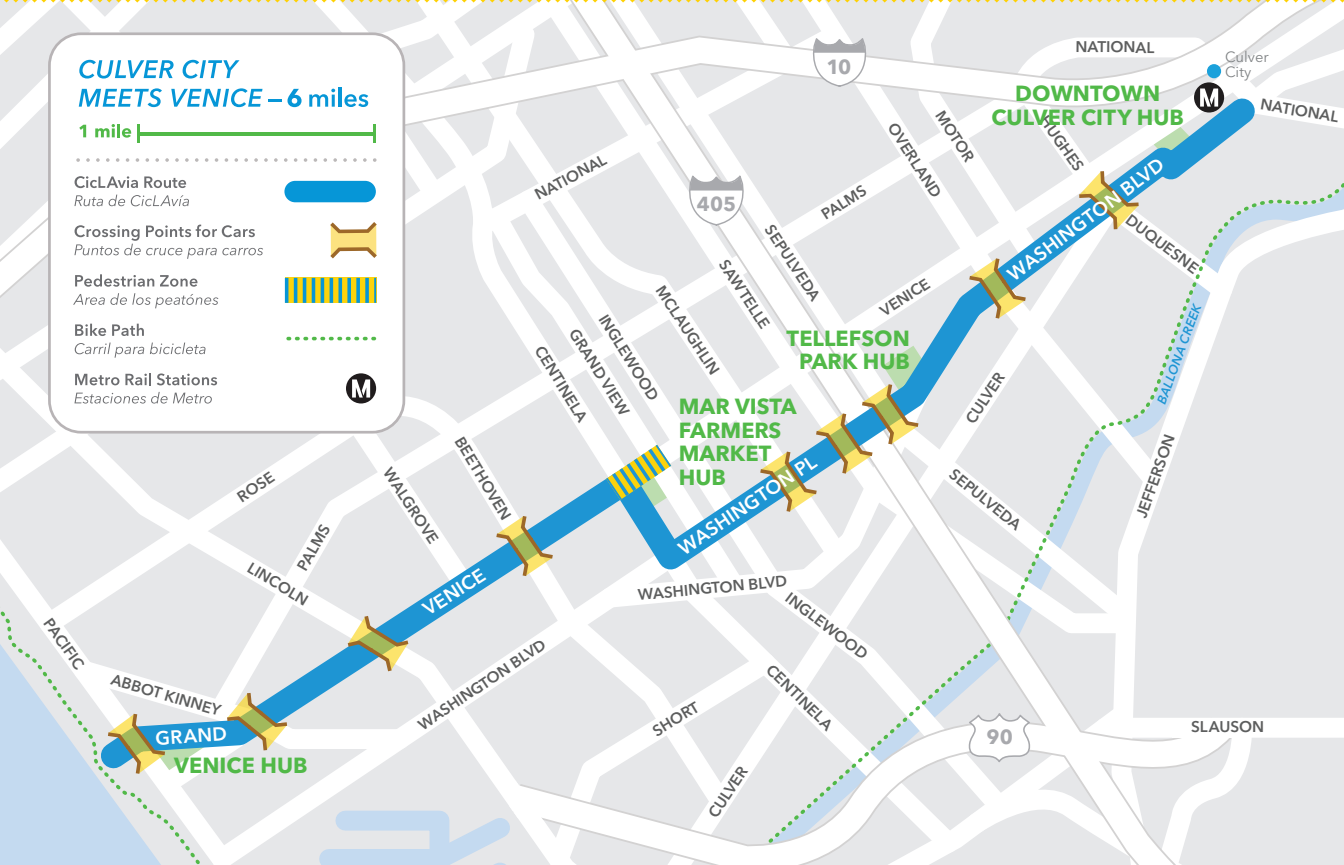 CULVER CITY
MEETS VENICE – 6 miles
1 mile
CicLAvia Route
Ruta de CicLAvía
Crossing Points for Cars
Puntos de cruce para carros
Pedestrian Zone
Area de los peatónes
Bike Path
Carril para bicicleta
Metro Rail Stations
Estaciones de Metro
M
NATIONAL
Culver
City
10
M
DOWNTOWN
CULVER CITY HUB
NATIONAL
HUGHES
MOTOR
OVERLAND
NATIONAL
405
PALMS
WASHINGTON BLVD
DUQUESNE
SEPULVEDA
SAWTELLE
VENICE
MCLAUGHLIN
INGLEWOOD
GRAND VIEW
CENTINELA
TELLEFSON
PARK HUB
BALLONA CREEK
CULVER
MAR VISTA
FARMERS
MARKET
HUB
BEETHOVEN
WALGROVE
ROSE
PALMS
LINCOLN
WASHINGTON PL
SEPULVEDA
JEFFERSON
VENICE
WASHINGTON BLVD
INGLEWOOD
PACIFIC
ABBOT KINNEY
WASHINGTON BLVD
CENTINELA
SHORT
GRAND
VENICE HUB
CULVER
90
SLAUSON